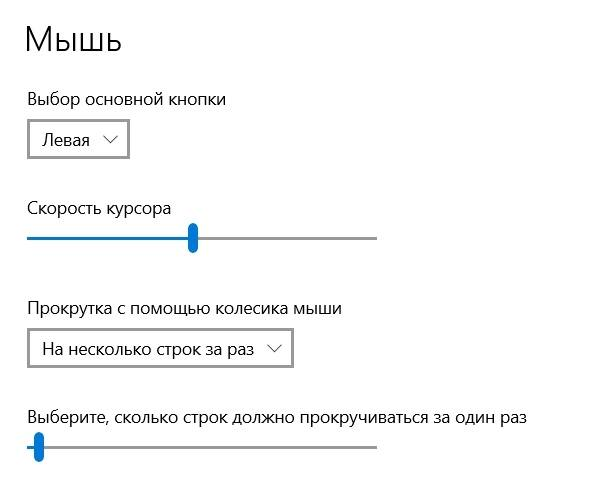 Мышь
Выбор основной кнопки
Левая
Скорость курсора
Прокрутка с помощью колесика мыши
На несколько строк за раз
Выберите, сколько строк должно прокручиваться за один раз